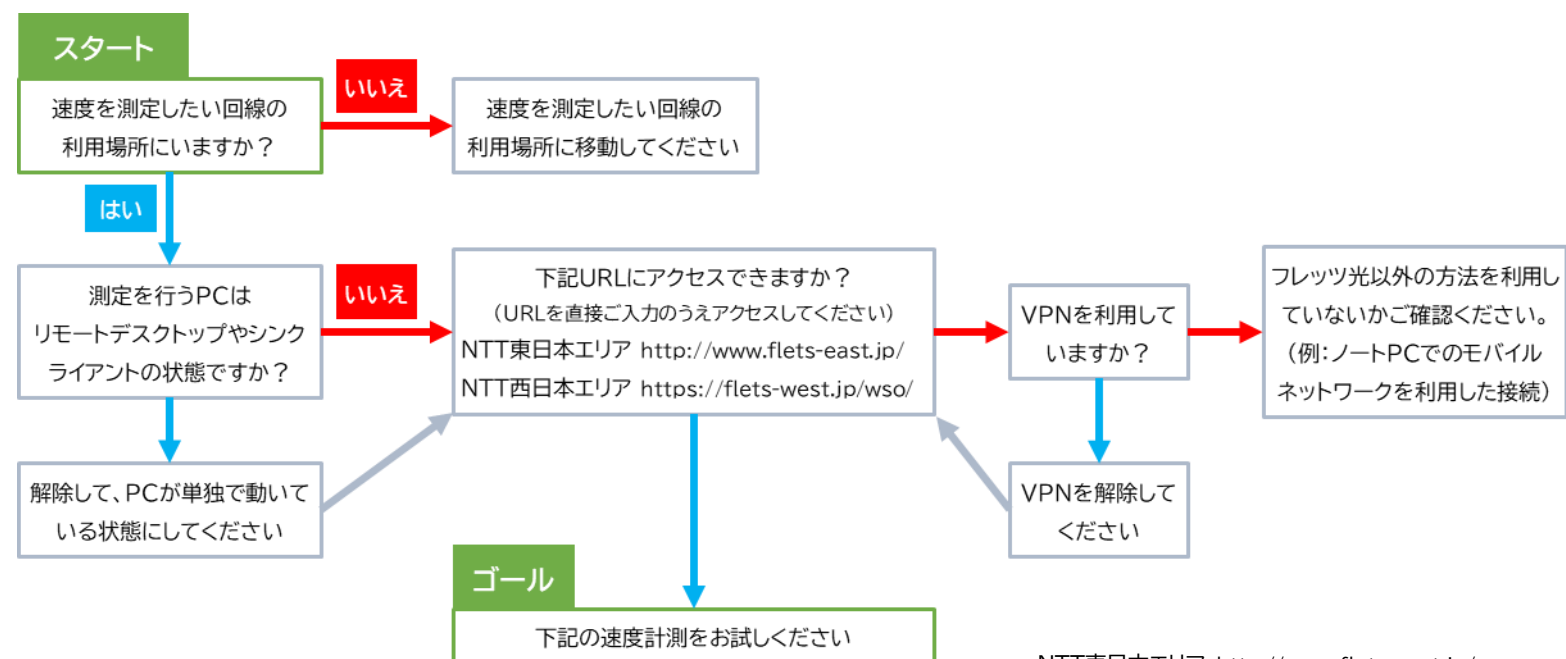 スタート
速度を測定したい回線の
利用場所にいますか？
いいえ
速度を測定したい回線の
利用場所に移動してください
はい
測定を行うPCは
リモートデスクトップやシンク
ライアントの状態ですか？
いいえ
下記URLにアクセスできますか？
（URLを直接ご入力のうえアクセスしてください）
NTT東日本エリア http://www.flets-east.jp/
NTT西日本エリア https://flets-west.jp/wso/
VPNを利用して
いますか？
フレッツ光以外の方法を利用し
ていないかご確認ください。
（例：ノートPCでのモバイル
ネットワークを利用した接続）
解除して、PCが単独で動いて
いる状態にしてください
VPNを解除して
ください
ゴール
下記の速度計測をお試しください